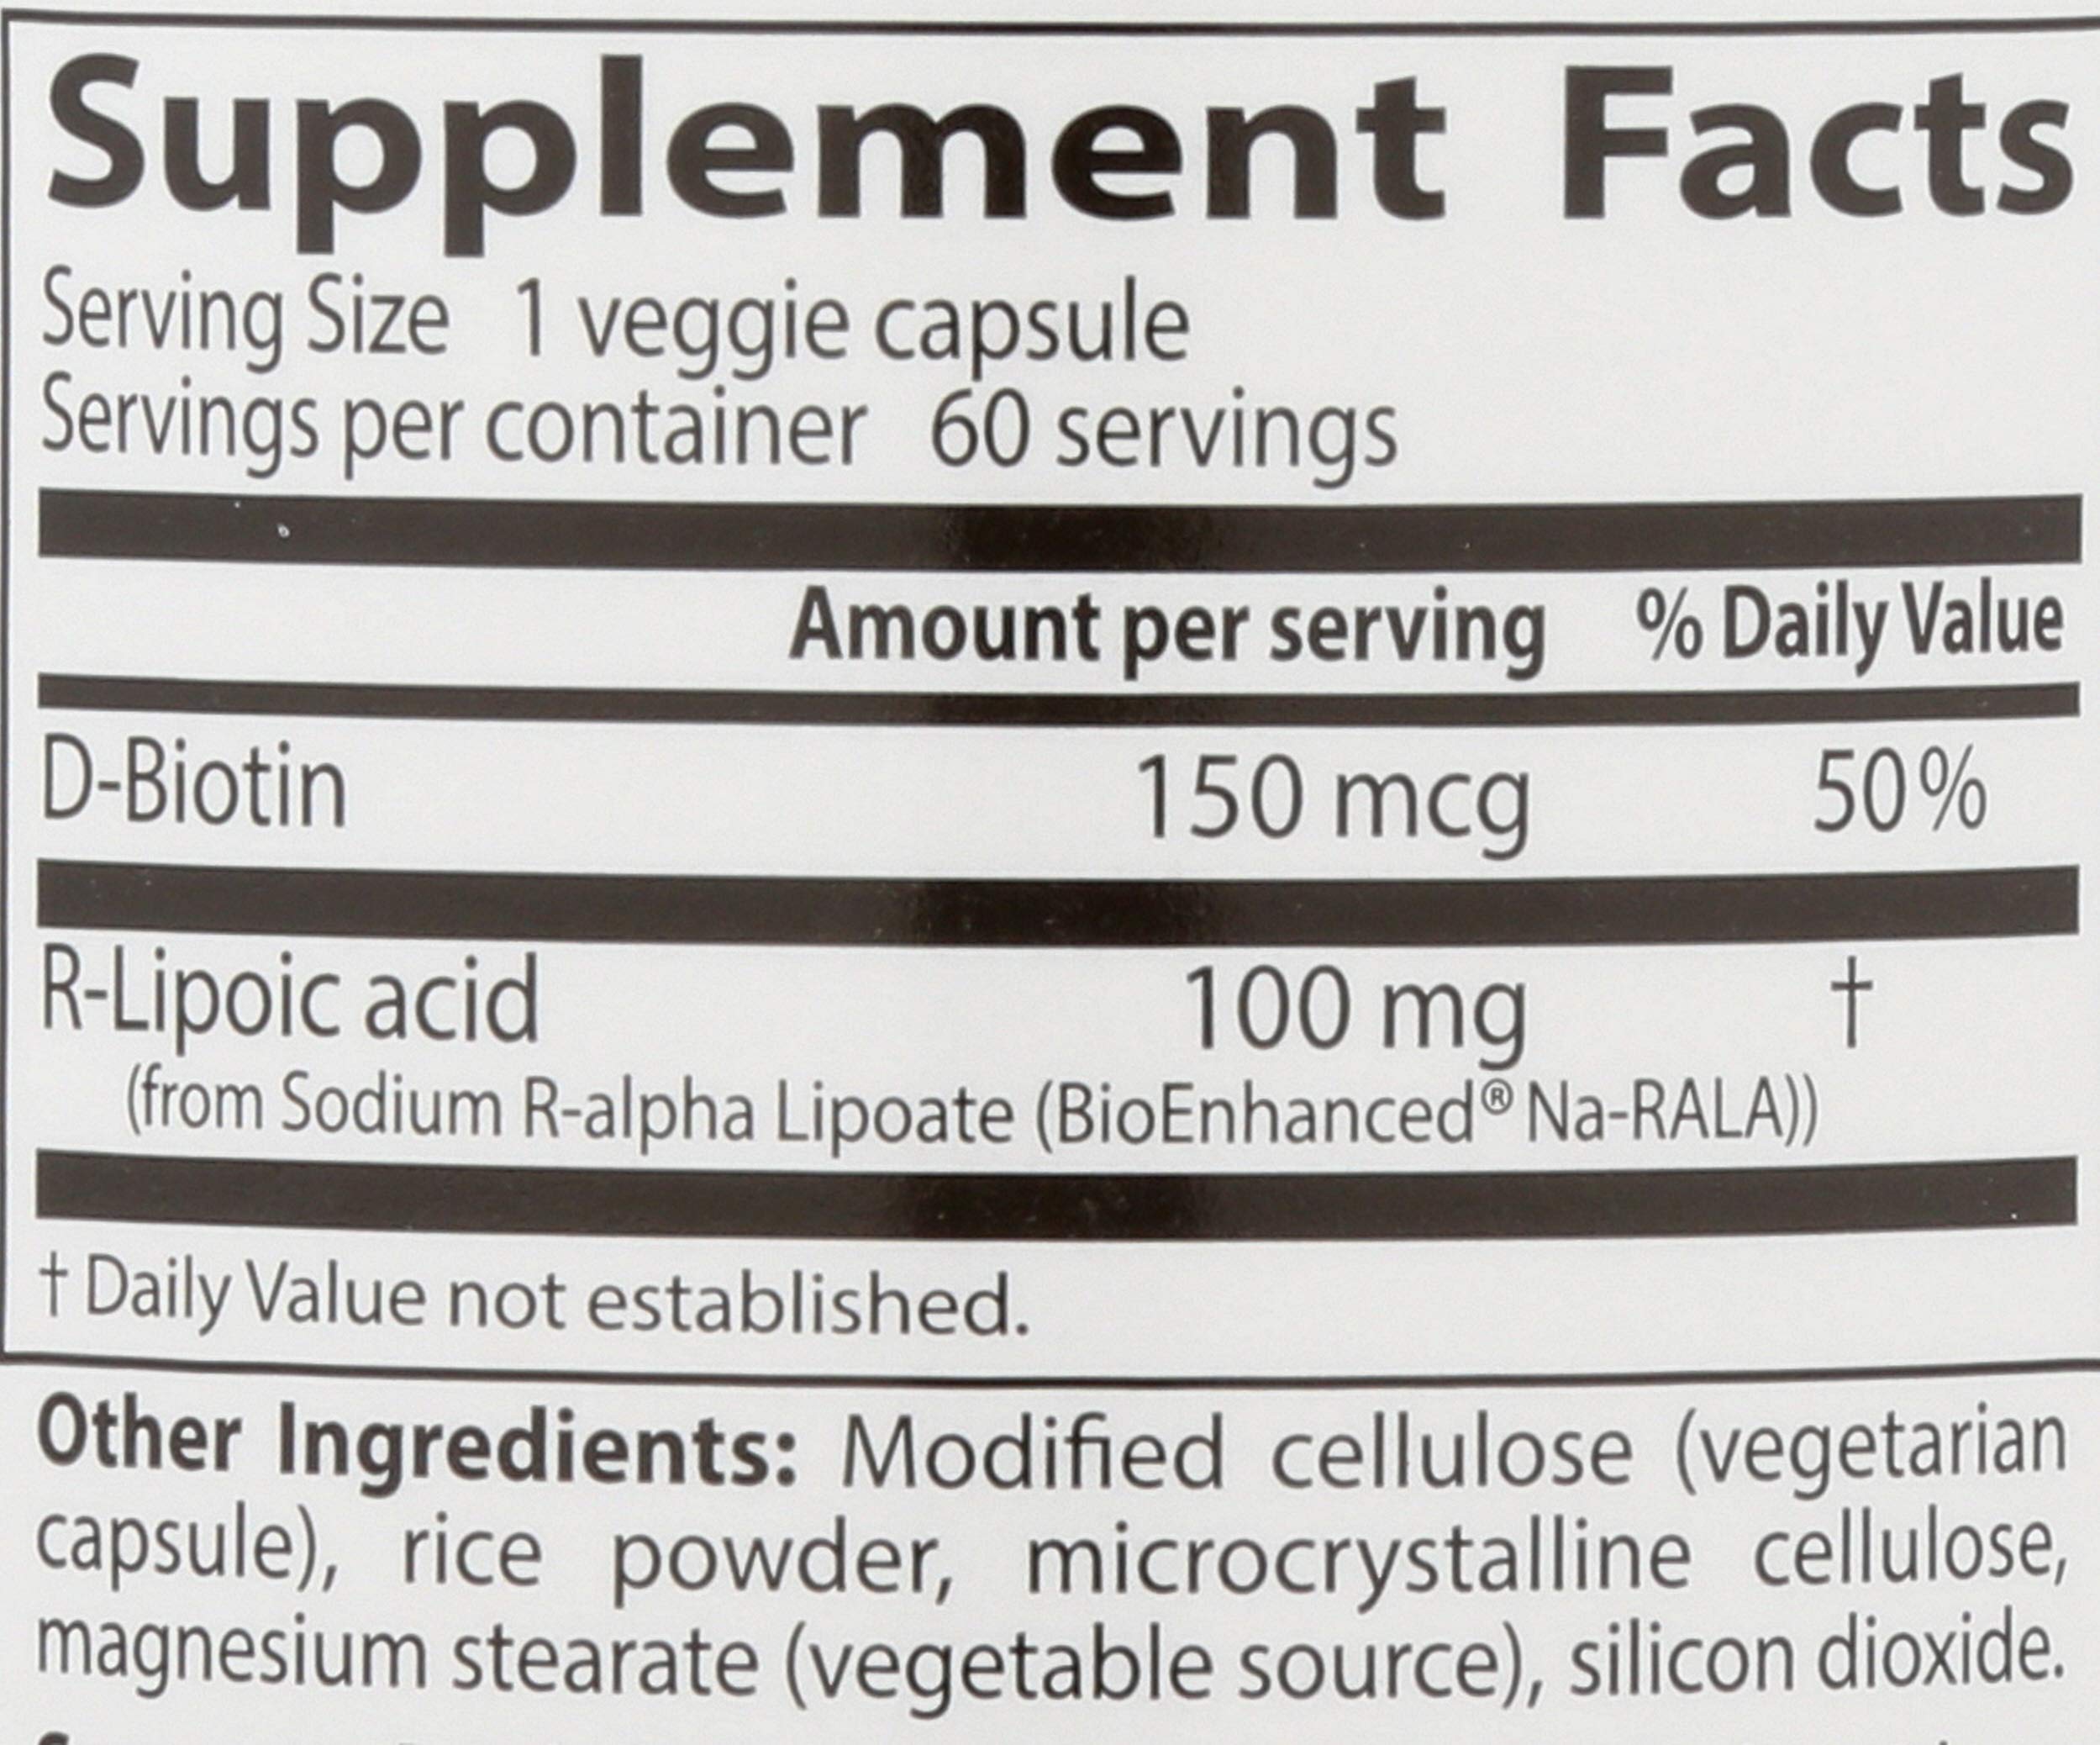 Supplement Facts
Serving Size 1 veggie capsule
Servings per container 60 servings
Amount per serving % Daily Value
D-Biotin 150 mcg 50%
R-Lipoic acid 100 mg †
(from Sodium R-alpha Lipoate (BioEnhanced® Na-RALA))
† Daily Value not established.
Other Ingredients: Modified cellulose (vegetarian
capsule), rice powder, microcrystalline cellulose,
magnesium stearate (vegetable source), silicon dioxide.